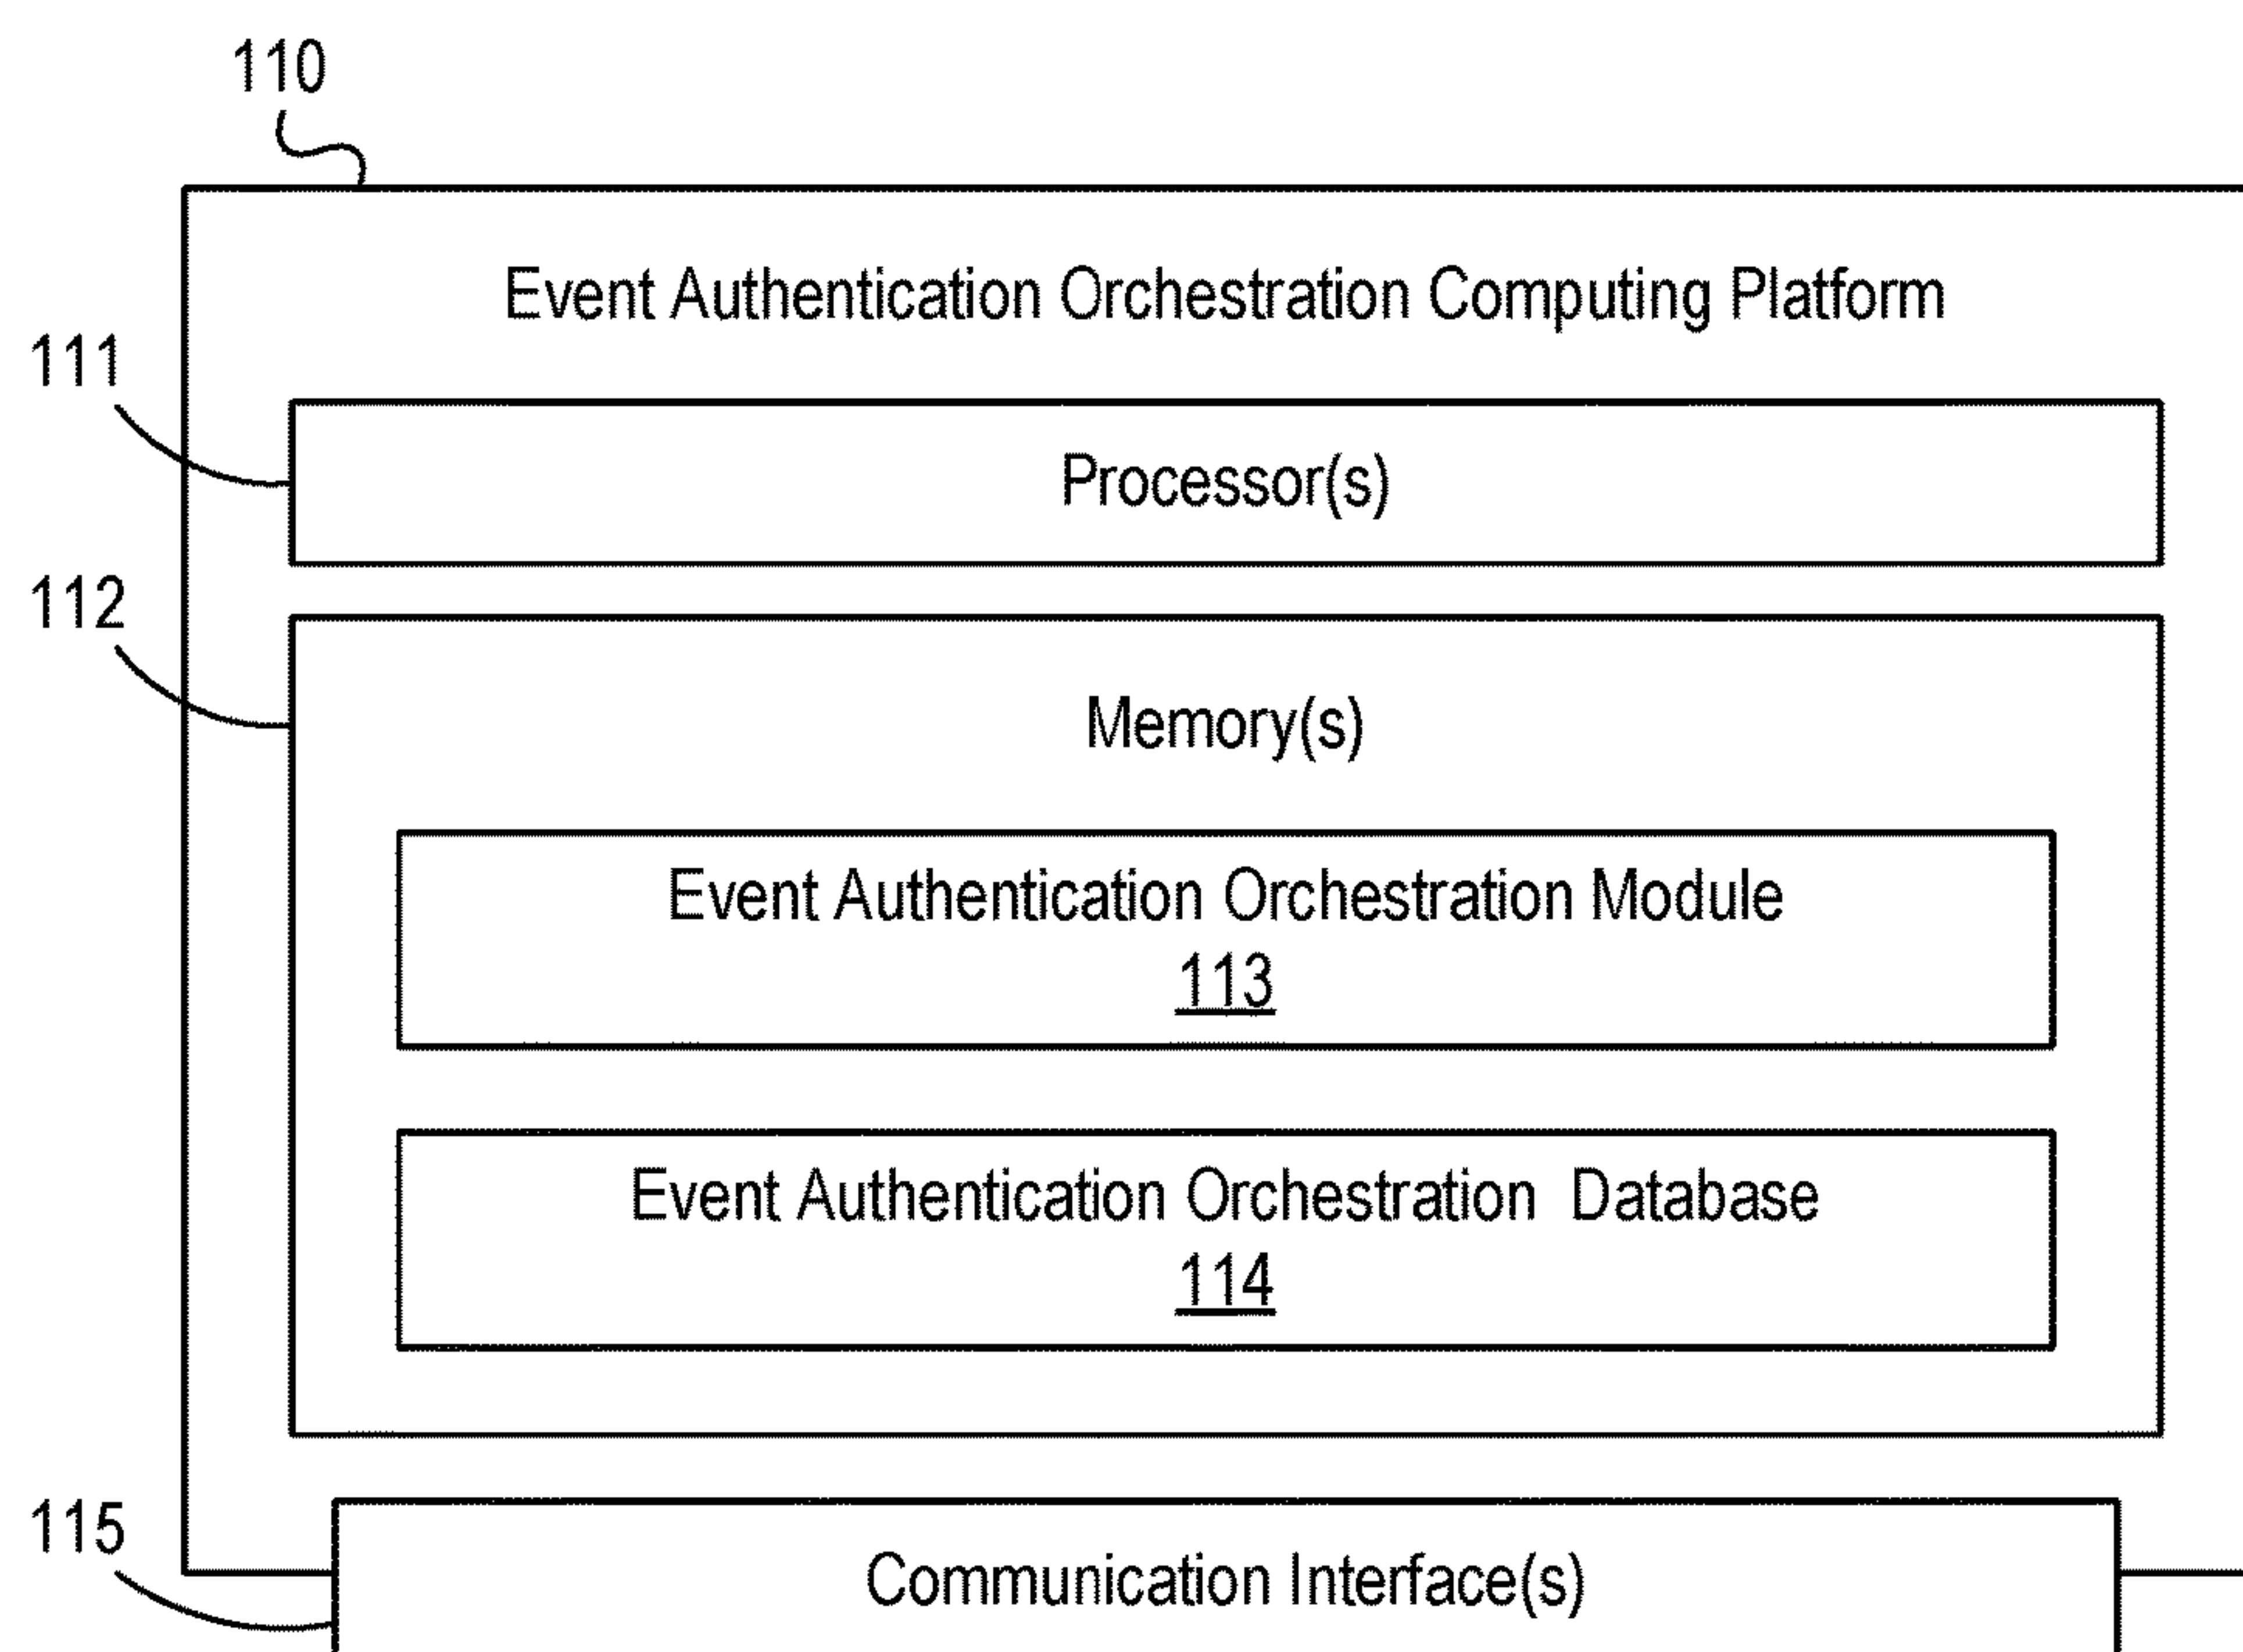 110
Event Authentication Orchestration Computing Platform
111
Processor(s)
112
Memory(s)
Event Authentication Orchestration Module
113
Event Authentication Orchestration Database
114
115
Communication Interface(s)